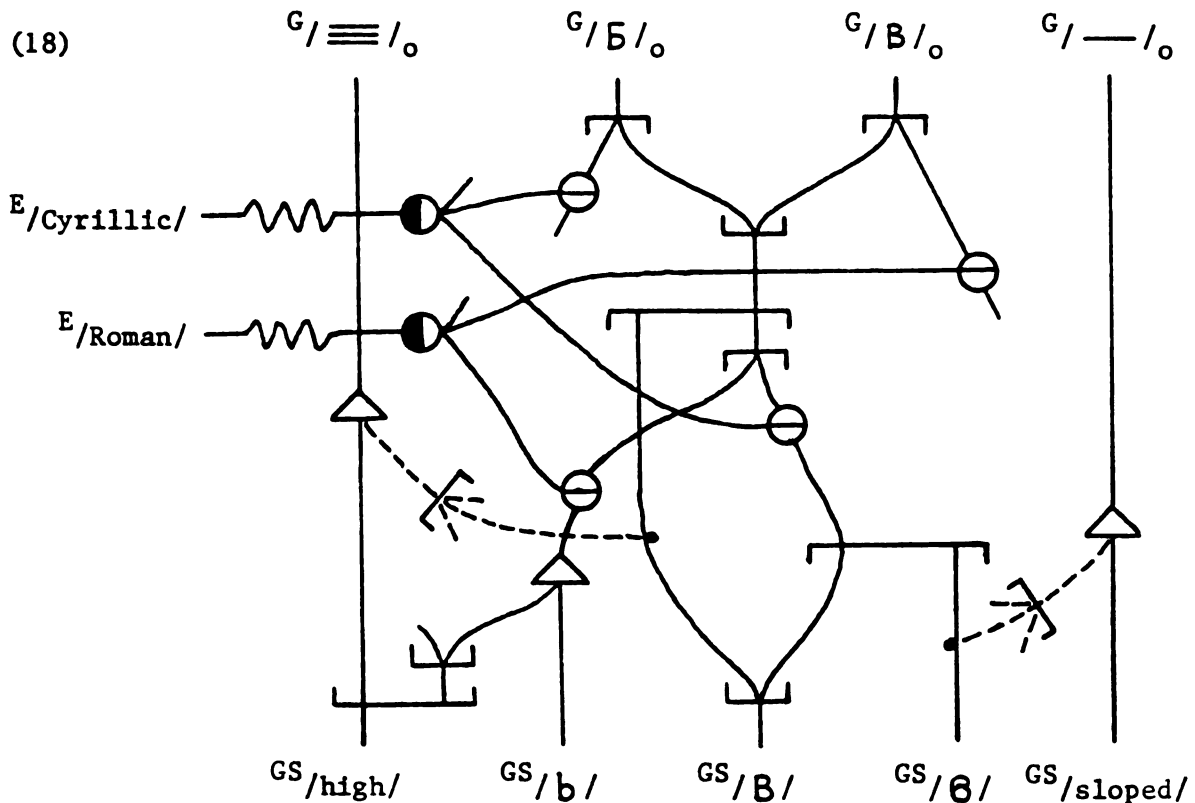 (18)
G/≡/o G/Б/o G/B/o G/—/o
E/Cyrillic/
E/Roman/
GS/high/ GS/b/ GS/B/ GS/ϐ/ GS/sloped/